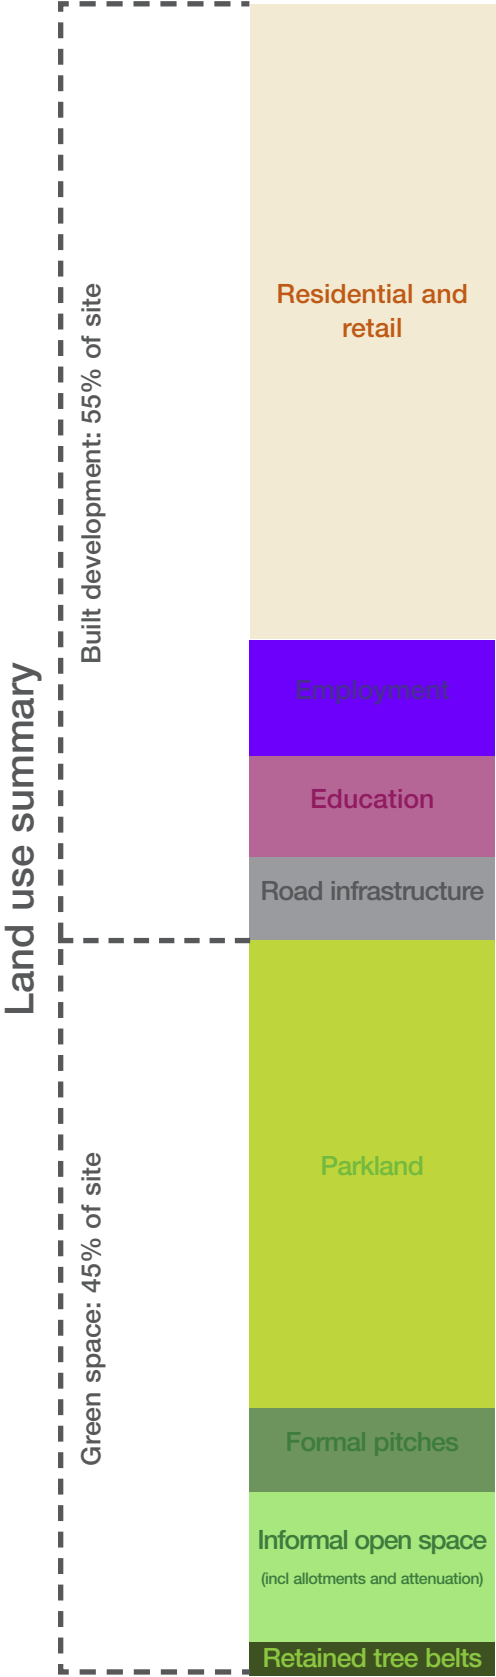 Land use summary
Built development: 55% of site
Residential and
retail
Employment
Education
Road infrastructure
Green space: 45% of site
Parkland
Formal pitches
Informal open space
(incl allotments and attenuation)
Retained tree belts